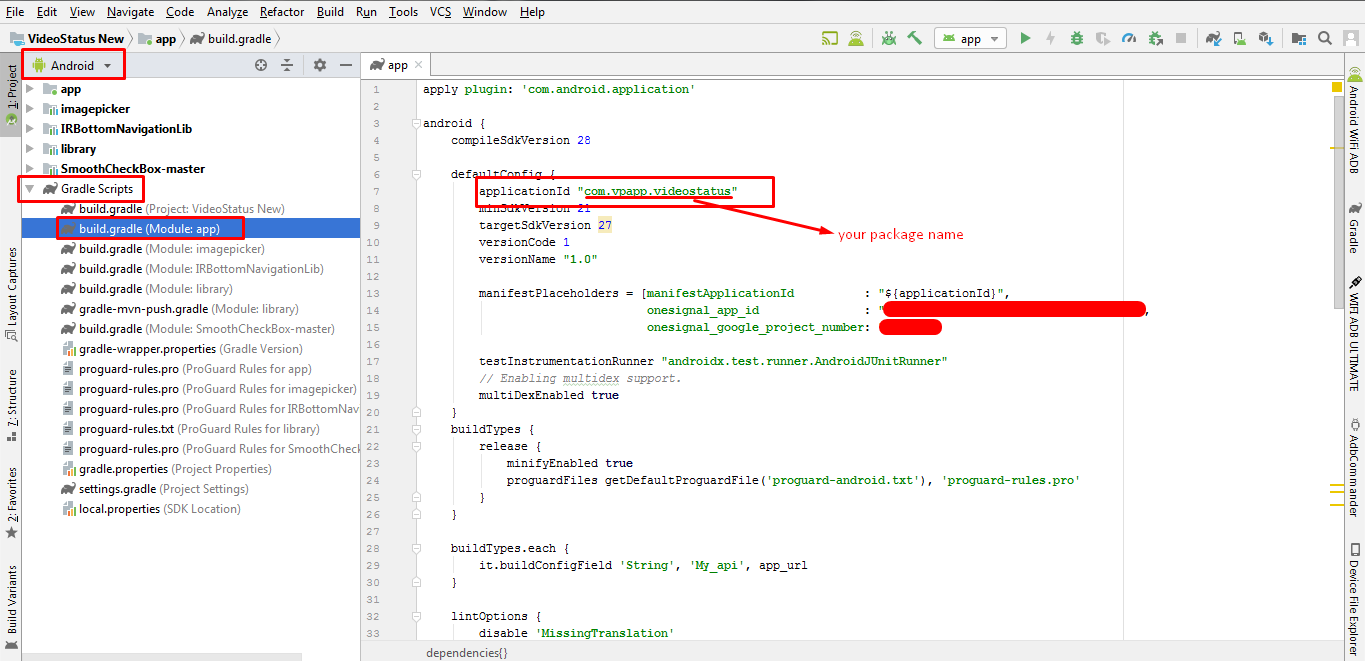 File Edit View Navigate Code Analyze Refactor Build Run Tools VCS Window Help
VideoStatus New app build.gradle app
Android
app
1: Project
Layout Captures
7: Structure
2: Favorites
Build Variants
app
imagepicker
IRBottomNavigationLib
library
SmoothCheckBox-master
Gradle Scripts
build.gradle (Project: VideoStatus New)
build.gradle (Module: app)
build.gradle (Module: imagepicker)
build.gradle (Module: IRBottomNavigationLib)
build.gradle (Module: library)
gradle-mvn-push.gradle (Module: library)
build.gradle (Module: SmoothCheckBox-master)
gradle-wrapper.properties (Gradle Version)
proguard-rules.pro (ProGuard Rules for app)
proguard-rules.pro (ProGuard Rules for imagepicker)
proguard-rules.pro (ProGuard Rules for IRBottomNav
proguard-rules.txt (ProGuard Rules for library)
proguard-rules.pro (ProGuard Rules for SmoothCheck
gradle.properties (Project Properties)
settings.gradle (Project Settings)
local.properties (SDK Location)
1 apply plugin: 'com.android.application'
2
3 android {
4 compileSdkVersion 28
5
6 defaultConfig {
7 applicationId "com.vpapp.videostatus"
8 minSdkVersion 21
9 targetSdkVersion 27
your package name
10 versionCode 1
11 versionName "1.0"
12
13 manifestPlaceholders = [manifestApplicationId : "${applicationId}",
14 onesignal_app_id : " ,
15 onesignal_google_project_number:
16
17 testInstrumentationRunner "androidx.test.runner.AndroidJUnitRunner"
18 // Enabling multidex support.
19 multiDexEnabled true
20 }
21 buildTypes {
22 release {
23 minifyEnabled true
24 proguardFiles getDefaultProguardFile('proguard-android.txt'), 'proguard-rules.pro'
25 }
26 }
27
28 buildTypes.each {
29 it.buildConfigField 'String', 'My_api', app_url
30 }
31
32 lintOptions {
33 disable 'MissingTranslation'
dependencies{}
Android WiFi ADB
Gradle
WIFI ADB ULTIMATE
AdbCommander
Device File Explorer